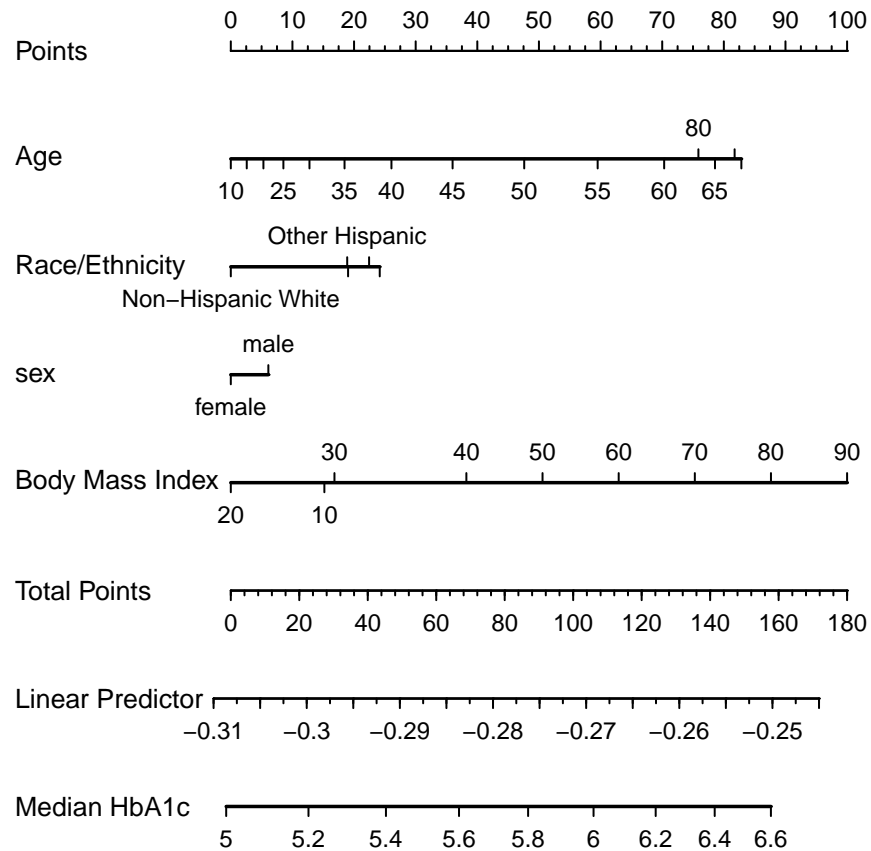 0 10 20 30 40 50 60 70 80 90 100
Points
80
Age
10 25 35 40 45 50 55 60 65
Other Hispanic
Race/Ethnicity
Non−Hispanic White
male
sex
female
30 40 50 60 70 80 90
Body Mass Index
20 10
Total Points
0 20 40 60 80 100 120 140 160 180
Linear Predictor
−0.31 −0.3 −0.29 −0.28 −0.27 −0.26 −0.25
Median HbA1c
5 5.2 5.4 5.6 5.8 6 6.2 6.4 6.6